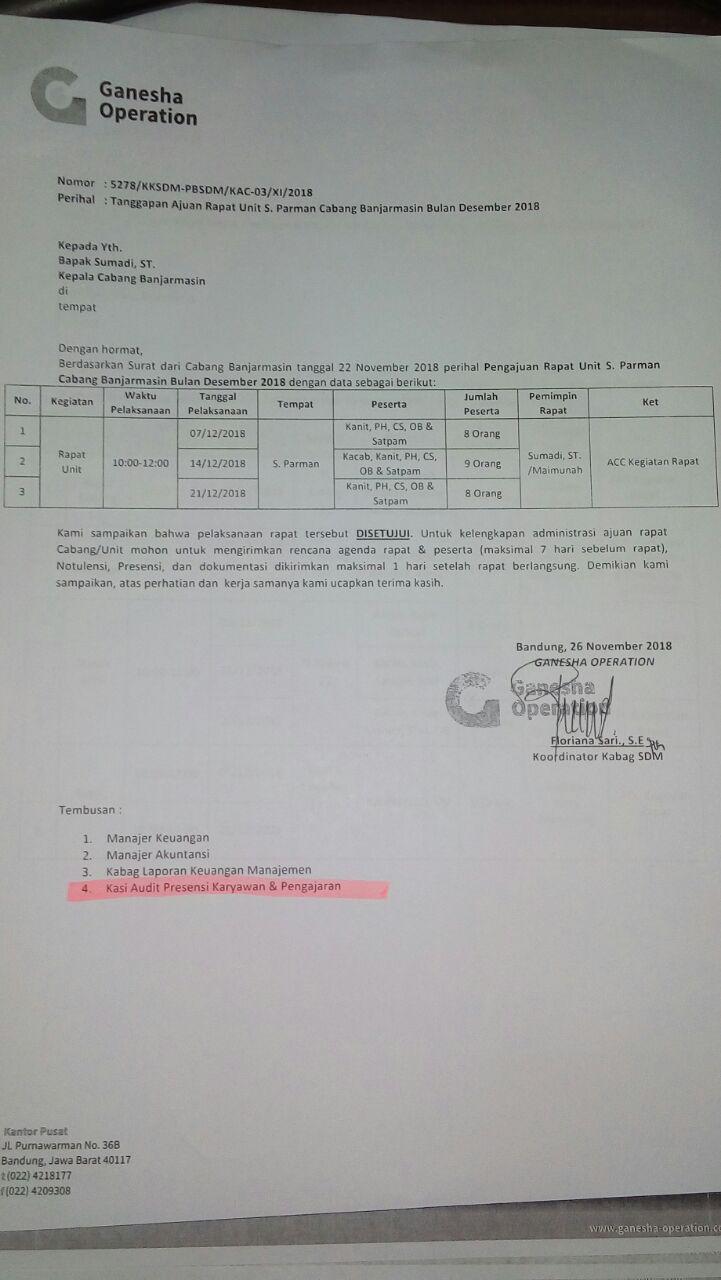 Ganesha
Operation
Nomor : 5278/KKSDM-PBSDM/KAC-03/XI/2018
Perihal : Tanggapan Ajuan Rapat Unit S. Parman Cabang Banjarmasin Bulan Desember 2018
Kepada Yth.
Bapak Sumadi, ST.
Kepala Cabang Banjarmasin
di
tempat
Dengan hormat,
Berdasarkan Surat dari Cabang Banjarmasin tanggal 22 November 2018 perihal Pengajuan Rapat Unit S. Parman
Cabang Banjarmasin Bulan Desember 2018 dengan data sebagai berikut:
No. Kegiatan Waktu Pelaksanaan Tanggal Pelaksanaan Tempat Peserta Jumlah Peserta Pemimpin Rapat Ket
1 Rapat Unit 10:00-12:00 07/12/2018 S. Parman Kanit, PH, CS, OB & Satpam 8 Orang Sumadi, ST. /Maimunah ACC Kegiatan Rapat
2 14/12/2018 Kacab, Kanit, PH, CS, OB & Satpam 9 Orang
3 21/12/2018 Kanit, PH, CS, OB & Satpam 8 Orang
Kami sampaikan bahwa pelaksanaan rapat tersebut DISETUJUI. Untuk kelengkapan administrasi ajuan rapat
Cabang/Unit mohon untuk mengirimkan rencana agenda rapat & peserta (maksimal 7 hari sebelum rapat),
Notulensi, Presensi, dan dokumentasi dikirimkan maksimal 1 hari setelah rapat berlangsung. Demikian kami
sampaikan, atas perhatian dan kerja samanya kami ucapkan terima kasih.
Bandung, 26 November 2018
GANESHA OPERATION
Ganesha
Operation
Floriana Sari., S.E
Koordinator Kabag SDM
Tembusan :
1. Manajer Keuangan
2. Manajer Akuntansi
3. Kabag Laporan Keuangan Manajemen
4. Kasi Audit Presensi Karyawan & Pengajaran
Kantor Pusat
JL Purnawarman No. 36B
Bandung, Jawa Barat 40117
t (022) 4218177
f (022) 4209308
www.ganesha-operation.co